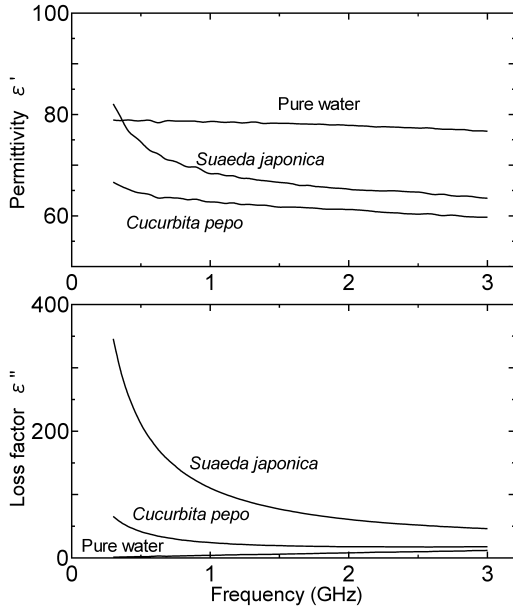 100
80
60
Permittivity ε'
Pure water
Suaeda japonica
Cucurbita pepo
0 1 2 3
400
200
0
Loss factor ε"
Suaeda japonica
Cucurbita pepo
Pure water
0 1 2 3
Frequency (GHz)